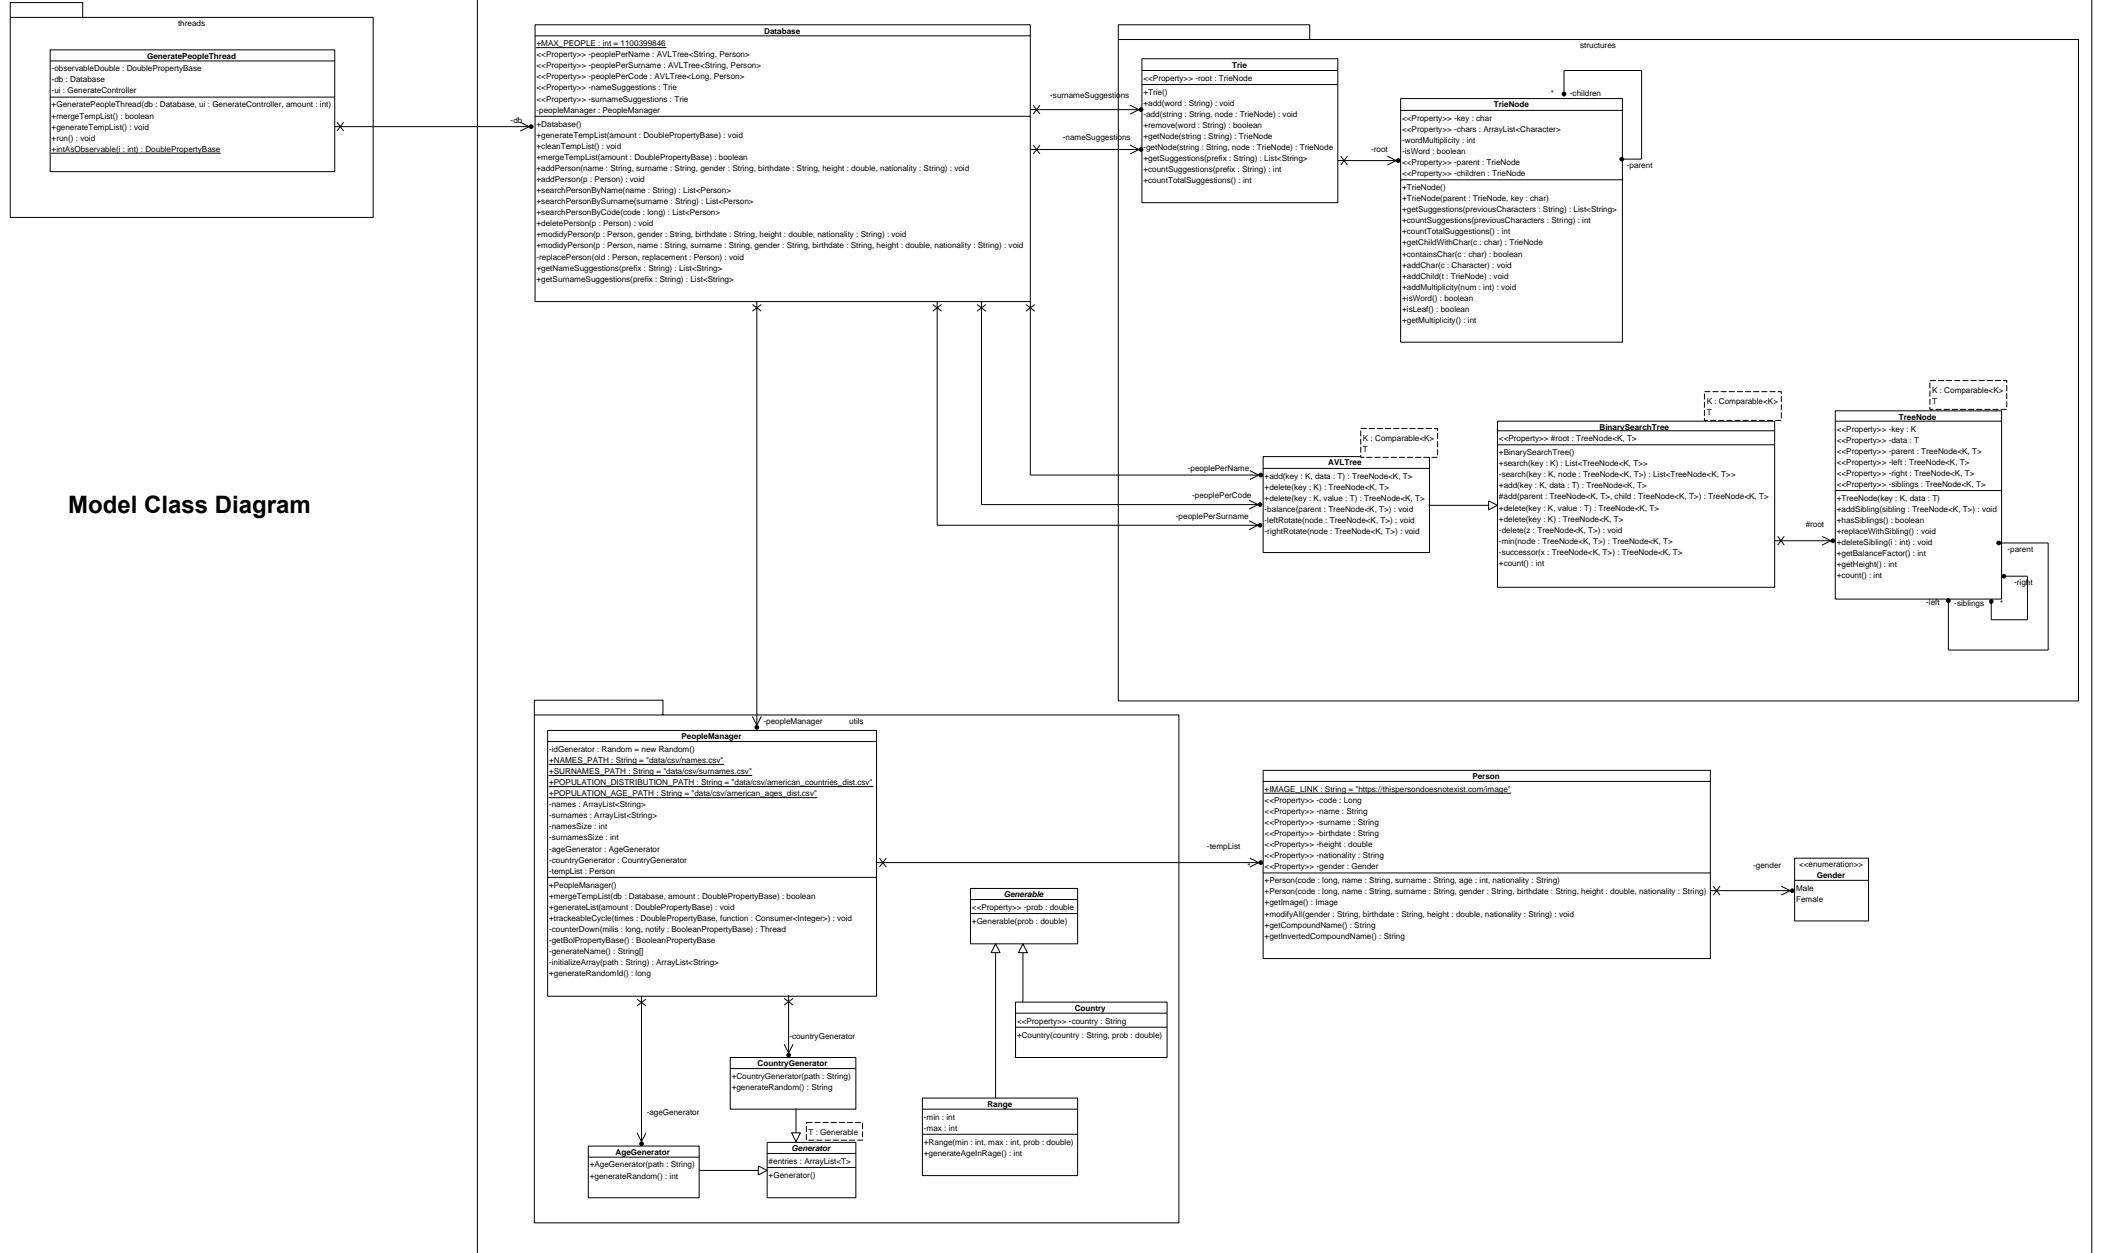 threads
GeneratePeopleThread
-observableDouble : DoublePropertyBase
-db : Database
-ui : GenerateController
+GeneratePeopleThread(db : Database, ui : GenerateController, amount : int)
+mergeTempList() : boolean
+generateTempList() : void
+run() : void
+intAsObservable(i : int) : DoublePropertyBase
-db
Database
+MAX_PEOPLE : int = 1100399846
<<Property>> -peoplePerName : AVLTree<String, Person>
<<Property>> -peoplePerSurname : AVLTree<String, Person>
<<Property>> -peoplePerCode : AVLTree<Long, Person>
<<Property>> -nameSuggestions : Trie
<<Property>> -surnameSuggestions : Trie
-peopleManager : PeopleManager
+Database()
+generateTempList(amount : DoublePropertyBase) : void
+cleanTempList() : void
+mergeTempList(amount : DoublePropertyBase) : boolean
+addPerson(name : String, surname : String, gender : String, birthdate : String, height : double, nationality : String) : void
+addPerson(p : Person) : void
+searchPersonByName(name : String) : List<Person>
+searchPersonBySurname(surname : String) : List<Person>
+searchPersonByCode(code : long) : List<Person>
+deletePerson(p : Person) : void
+modidyPerson(p : Person, gender : String, birthdate : String, height : double, nationality : String) : void
+modidyPerson(p : Person, name : String, surname : String, gender : String, birthdate : String, height : double, nationality : String) : void
-replacePerson(old : Person, replacement : Person) : void
+getNameSuggestions(prefix : String) : List<String>
+getSurnameSuggestions(prefix : String) : List<String>
-surnameSuggestions
-nameSuggestions
structures
Trie
<<Property>> -root : TrieNode
+Trie()
+add(word : String) : void
-add(string : String, node : TrieNode) : void
+remove(word : String) : boolean
+getNode(string : String) : TrieNode
-getNode(string : String, node : TrieNode) : TrieNode
+getSuggestions(prefix : String) : List<String>
+countSuggestions(prefix : String) : int
+countTotalSuggestions() : int
-root
* -children
TrieNode
<<Property>> -key : char
<<Property>> -chars : ArrayList<Character>
-wordMultiplicity : int
-isWord : boolean
<<Property>> -parent : TrieNode
<<Property>> -children : TrieNode
+TrieNode()
+TrieNode(parent : TrieNode, key : char)
+getSuggestions(previousCharacters : String) : List<String>
+countSuggestions(previousCharacters : String) : int
+countTotalSuggestions() : int
+getChildWithChar(c : char) : TrieNode
+containsChar(c : char) : boolean
+addChar(c : Character) : void
+addChild(t : TrieNode) : void
+addMultiplicity(num : int) : void
+isWord() : boolean
+isLeaf() : boolean
+getMultiplicity() : int
-parent
Model Class Diagram
-peoplePerName
-peoplePerCode
-peoplePerSurname
K : Comparable<K>
T
AVLTree
+add(key : K, data : T) : TreeNode<K, T>
+delete(key : K) : TreeNode<K, T>
+delete(key : K, value : T) : TreeNode<K, T>
-balance(parent : TreeNode<K, T>) : void
-leftRotate(node : TreeNode<K, T>) : void
-rightRotate(node : TreeNode<K, T>) : void
K : Comparable<K>
T
BinarySearchTree
<<Property>> #root : TreeNode<K, T>
+BinarySearchTree()
+search(key : K) : List<TreeNode<K, T>>
-search(key : K, node : TreeNode<K, T>) : List<TreeNode<K, T>>
+add(key : K, data : T) : TreeNode<K, T>
#add(parent : TreeNode<K, T>, child : TreeNode<K, T>) : TreeNode<K, T>
+delete(key : K, value : T) : TreeNode<K, T>
+delete(key : K) : TreeNode<K, T>
-delete(z : TreeNode<K, T>) : void
-min(node : TreeNode<K, T>) : TreeNode<K, T>
-successor(x : TreeNode<K, T>) : TreeNode<K, T>
+count() : int
#root
K : Comparable<K>
T
TreeNode
<<Property>> -key : K
<<Property>> -data : T
<<Property>> -parent : TreeNode<K, T>
<<Property>> -left : TreeNode<K, T>
<<Property>> -right : TreeNode<K, T>
<<Property>> -siblings : TreeNode<K, T>
+TreeNode(key : K, data : T)
+addSibling(sibling : TreeNode<K, T>) : void
+hasSiblings() : boolean
+replaceWithSibling() : void
+deleteSibling(i : int) : void
+getBalanceFactor() : int
+getHeight() : int
+count() : int
-parent
-right
-left
-siblings *
-peopleManager
utils
PeopleManager
-idGenerator : Random = new Random()
+NAMES_PATH : String = "data/csv/names.csv"
+SURNAMES_PATH : String = "data/csv/surnames.csv"
+POPULATION_DISTRIBUTION_PATH : String = "data/csv/american_countries_dist.csv"
+POPULATION_AGE_PATH : String = "data/csv/american_ages_dist.csv"
-names : ArrayList<String>
-surnames : ArrayList<String>
-namesSize : int
-surnamesSize : int
-ageGenerator : AgeGenerator
-countryGenerator : CountryGenerator
-tempList : Person
+PeopleManager()
+mergeTempList(db : Database, amount : DoublePropertyBase) : boolean
+generateList(amount : DoublePropertyBase) : void
+trackeableCycle(times : DoublePropertyBase, function : Consumer<Integer>) : void
-counterDown(milis : long, notify : BooleanPropertyBase) : Thread
-getBolPropertyBase() : BooleanPropertyBase
-generateName() : String[]
-initializeArray(path : String) : ArrayList<String>
+generateRandomId() : long
-tempList
*
Person
+IMAGE_LINK : String = "https://thispersondoesnotexist.com/image"
<<Property>> -code : Long
<<Property>> -name : String
<<Property>> -surname : String
<<Property>> -birthdate : String
<<Property>> -height : double
<<Property>> -nationality : String
<<Property>> -gender : Gender
+Person(code : long, name : String, surname : String, age : int, nationality : String)
+Person(code : long, name : String, surname : String, gender : String, birthdate : String, height : double, nationality : String)
+getImage() : Image
+modifyAll(gender : String, birthdate : String, height : double, nationality : String) : void
+getCompoundName() : String
+getInvertedCompoundName() : String
-gender
<<enumeration>>
Gender
Male
Female
Generable
<<Property>> -prob : double
+Generable(prob : double)
Country
<<Property>> -country : String
+Country(country : String, prob : double)
-countryGenerator
CountryGenerator
+CountryGenerator(path : String)
+generateRandom() : String
-ageGenerator
Range
-min : int
-max : int
+Range(min : int, max : int, prob : double)
+generateAgeInRage() : int
T : Generable
Generator
#entries : ArrayList<T>
+Generator()
AgeGenerator
+AgeGenerator(path : String)
+generateRandom() : int